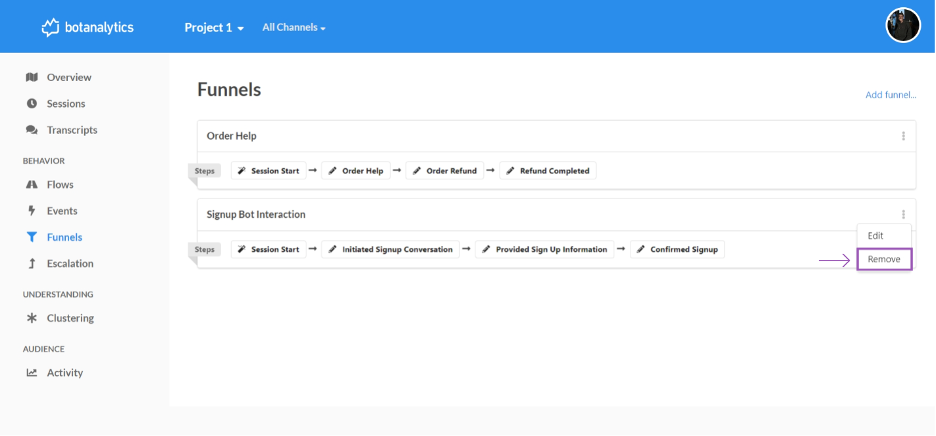 botanalytics
Project 1
All Channels
Overview
Sessions
Transcripts
BEHAVIOR
Flows
Events
Funnels
Escalation
UNDERSTANDING
Clustering
AUDIENCE
Activity
Funnels
Add funnel...
Order Help
Steps Session Start → Order Help → Order Refund → Refund Completed
Signup Bot Interaction
Steps Session Start → Initiated Signup Conversation → Provided Sign Up Information → Confirmed Signup
Edit
Remove